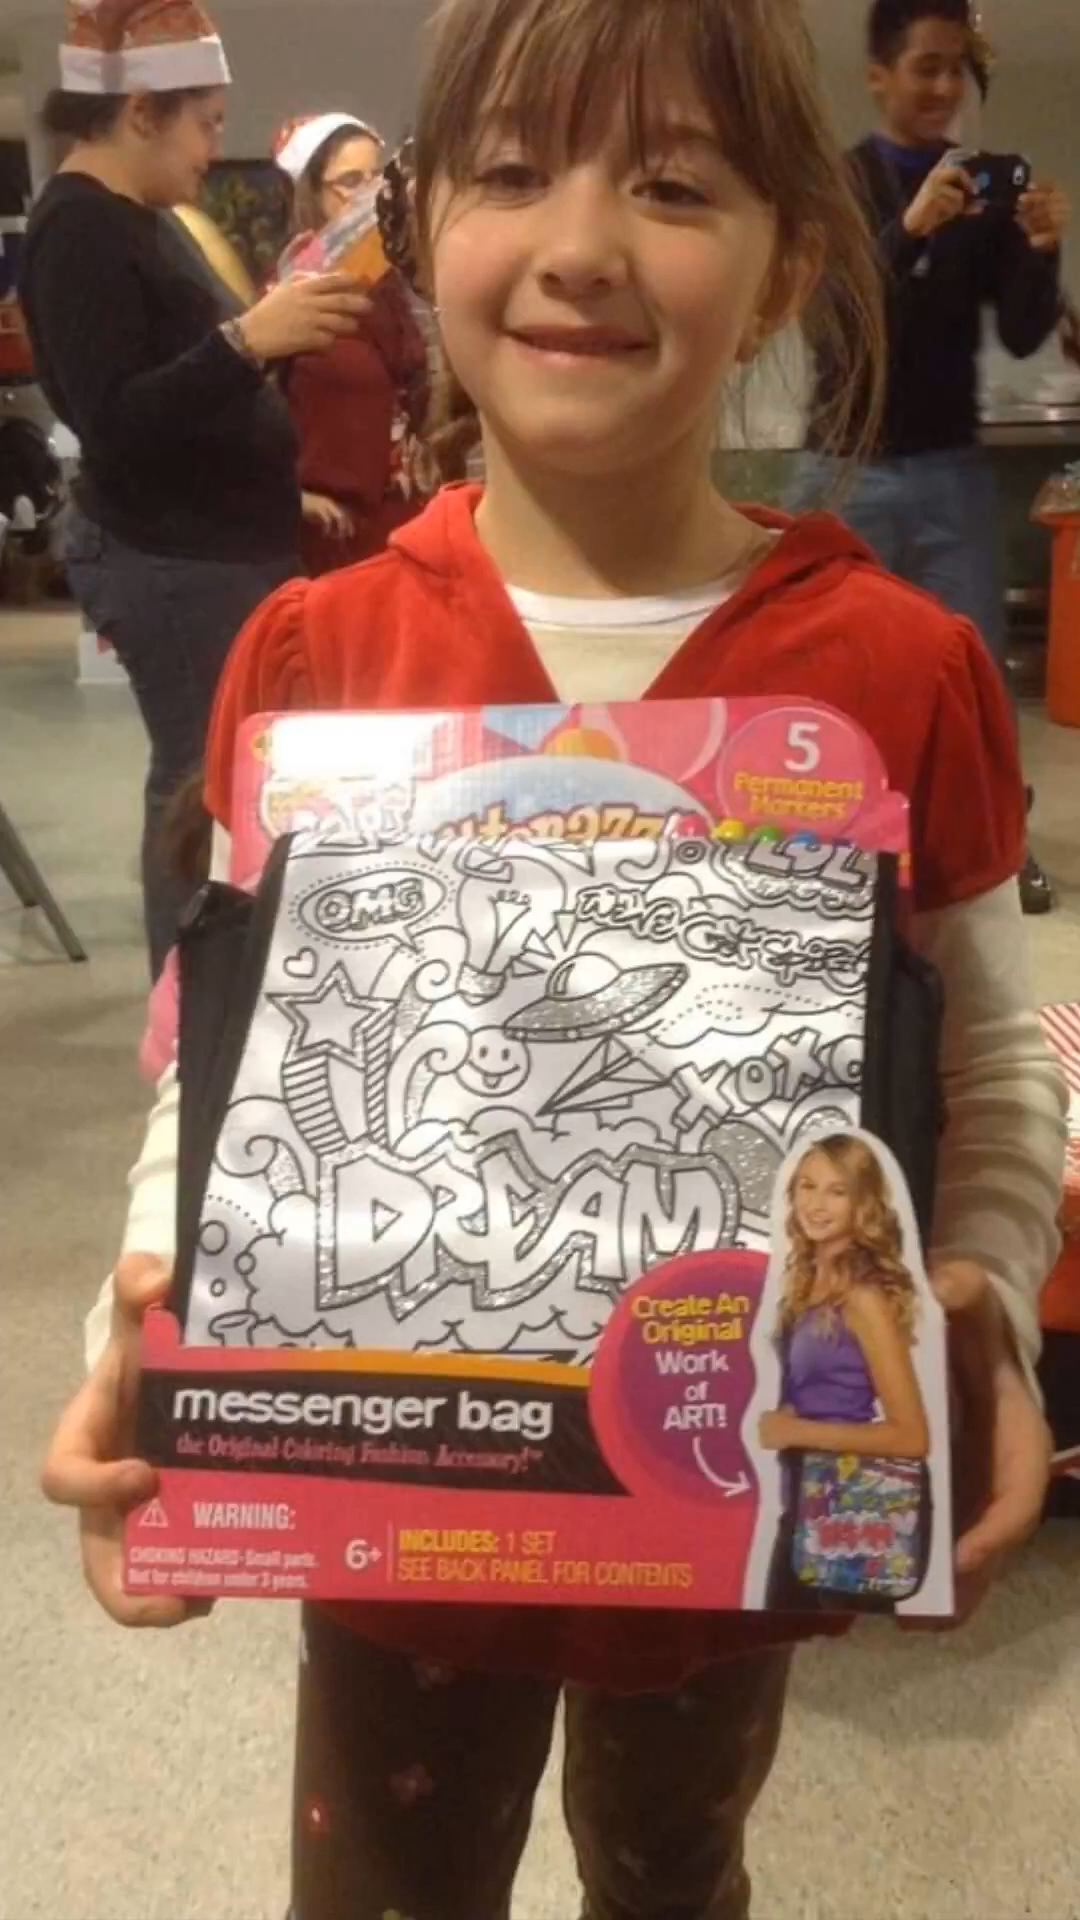 5
Permanent
Markers
LOL
OMG
XOXO
DREAM
Create An
Original
Work
of
ART!
messenger bag
the Original Coloring Fashion Accessory!™
WARNING:
CHOKING HAZARD-Small parts.
Not for children under 3 years.
6+
INCLUDES: 1 SET
SEE BACK PANEL FOR CONTENTS